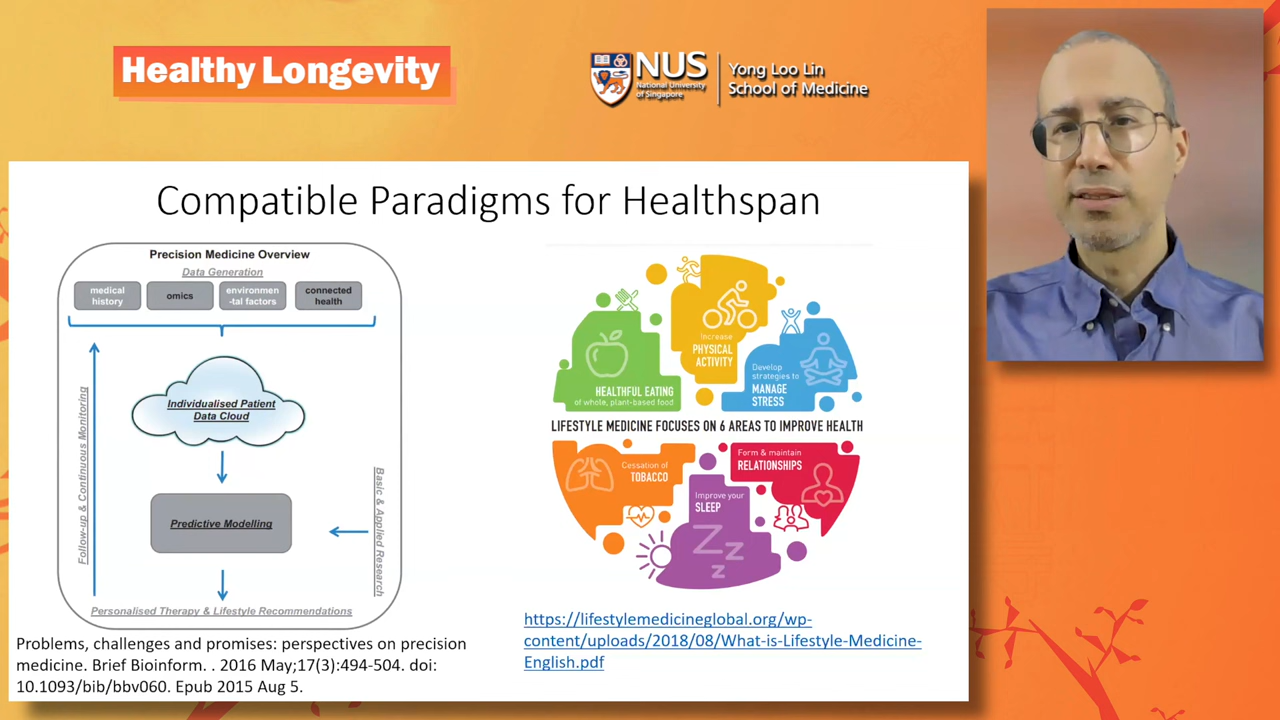 Healthy Longevity
NUS
National University
of Singapore
Yong Loo Lin
School of Medicine
Compatible Paradigms for Healthspan
Precision Medicine Overview
Data Generation
medical
history
omics
environmen
-tal factors
connected
health
Individualised Patient
Data Cloud
Predictive Modelling
Follow-up & Continuous Monitoring
Basic & Applied Research
Personalised Therapy & Lifestyle Recommendations
Problems, challenges and promises: perspectives on precision
medicine. Brief Bioinform. . 2016 May;17(3):494-504. doi:
10.1093/bib/bbv060. Epub 2015 Aug 5.
Increase
PHYSICAL
ACTIVITY
HEALTHFUL EATING
of whole, plant-based food
Develop
strategies to
MANAGE
STRESS
LIFESTYLE MEDICINE FOCUSES ON 6 AREAS TO IMPROVE HEALTH
Cessation of
TOBACCO
Improve your
SLEEP
Z Z
Z
Form & maintain
RELATIONSHIPS
https://lifestylemedicineglobal.org/wp-
content/uploads/2018/08/What-is-Lifestyle-Medicine-
English.pdf